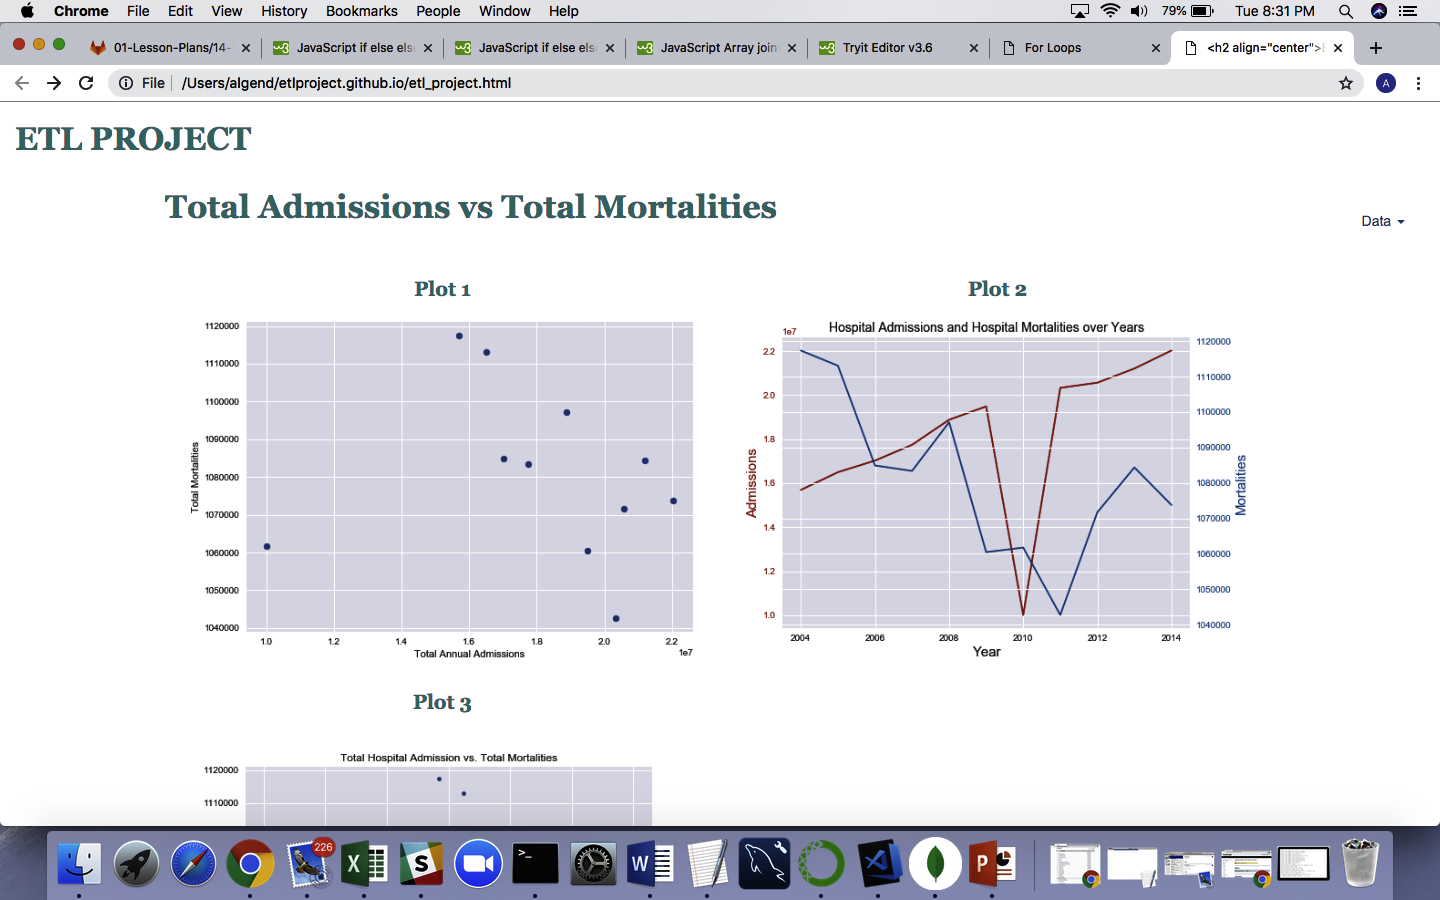 Chrome File Edit View History Bookmarks People Window Help 79% Tue 8:31 PM
01-Lesson-Plans/14- JavaScript if else els JavaScript if else els JavaScript Array join Tryit Editor v3.6 For Loops <h2 align="center">
File /Users/algend/etlproject.github.io/etl_project.html A
ETL PROJECT
Total Admissions vs Total Mortalities
Data
Plot 1
1120000
1110000
1100000
1090000
1080000
1070000
1060000
1050000
1040000
Total Mortalities
1.0 1.2 1.4 1.6 1.8 2.0 2.2
Total Annual Admissions
1e7
Plot 2
Hospital Admissions and Hospital Mortalities over Years
1e7
2.2
2.0
1.8
1.6
1.4
1.2
1.0
Admissions
1120000
1110000
1100000
1090000
1080000
1070000
1060000
1050000
1040000
Mortalities
2004 2006 2008 2010 2012 2014
Year
Plot 3
Total Hospital Admission vs. Total Mortalities
1120000
1110000
226
X
S
>_
W
P